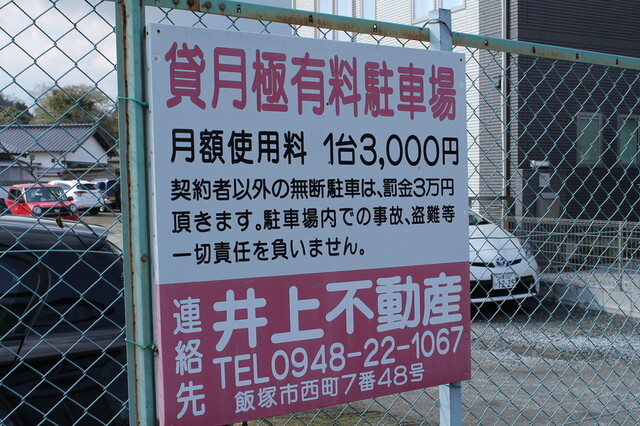 貸月極有料駐車場
月額使用料 1台3,000円
契約者以外の無断駐車は、罰金3万円
頂きます。駐車場内での事故、盗難等
一切責任を負いません。
連絡先
井上不動産
TEL0948-22-1067
飯塚市西町7番48号